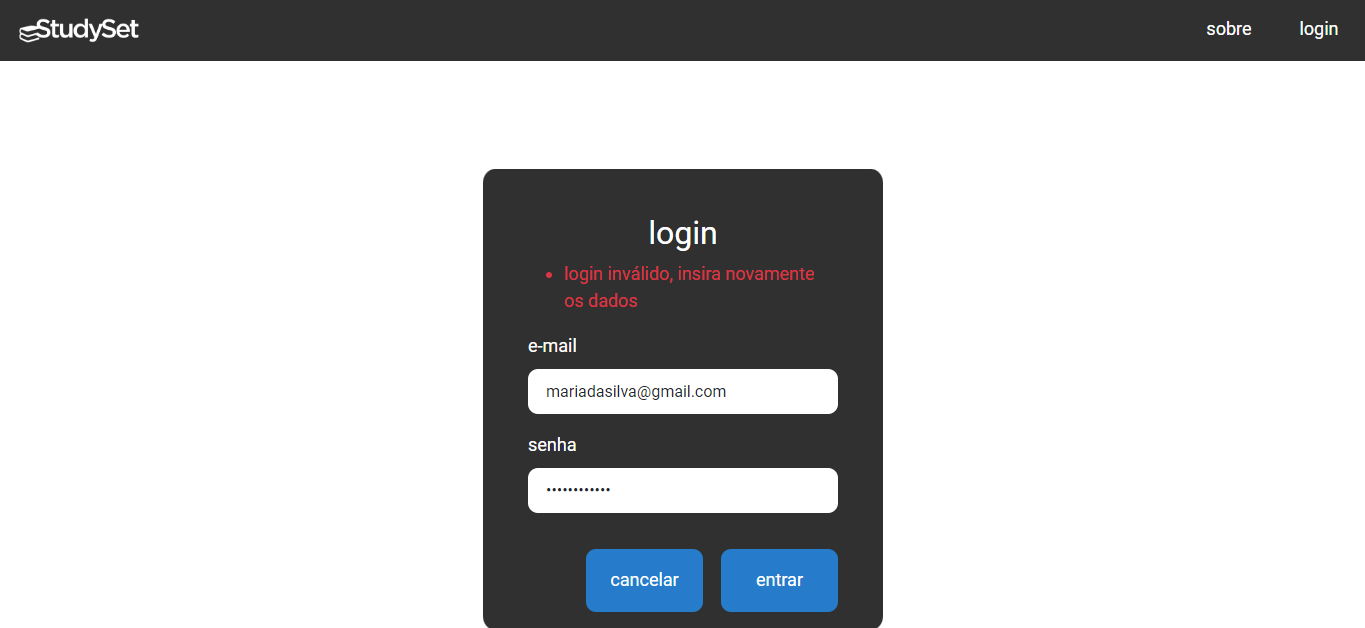 StudySet
sobre
login
login
• login inválido, insira novamente
os dados
e-mail
mariadasilva@gmail.com
senha
••••••••••••
cancelar
entrar